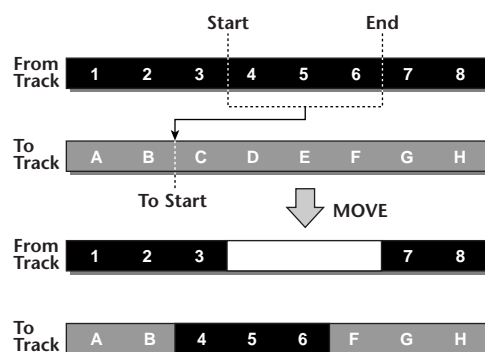 Start End
From Track 1 2 3 4 5 6 7 8
To Track A B C D E F G H
To Start
MOVE
From Track 1 2 3 7 8
To Track A B 4 5 6 F G H